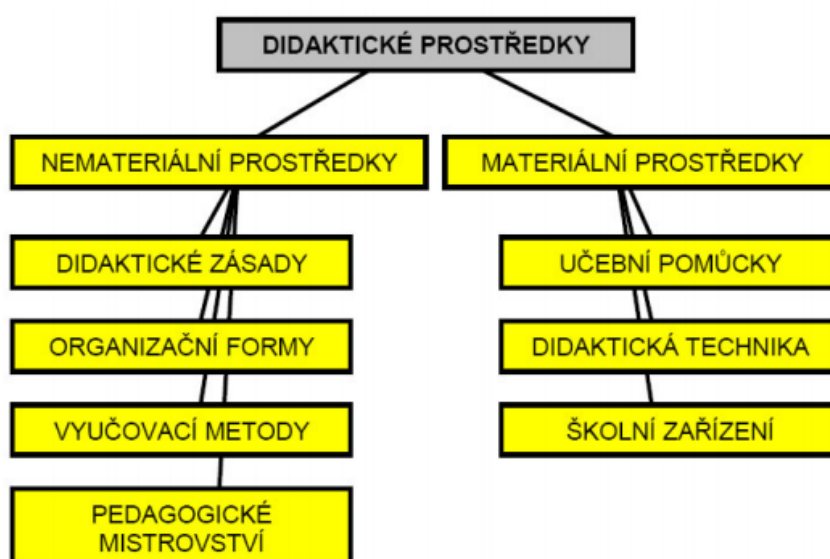 DIDAKTICKÉ PROSTŘEDKY
NEMATERIÁLNÍ PROSTŘEDKY
MATERIÁLNÍ PROSTŘEDKY
DIDAKTICKÉ ZÁSADY
UČEBNÍ POMŮCKY
ORGANIZAČNÍ FORMY
DIDAKTICKÁ TECHNIKA
VYUČOVACÍ METODY
ŠKOLNÍ ZAŘÍZENÍ
PEDAGOGICKÉ
MISTROVSTVÍ